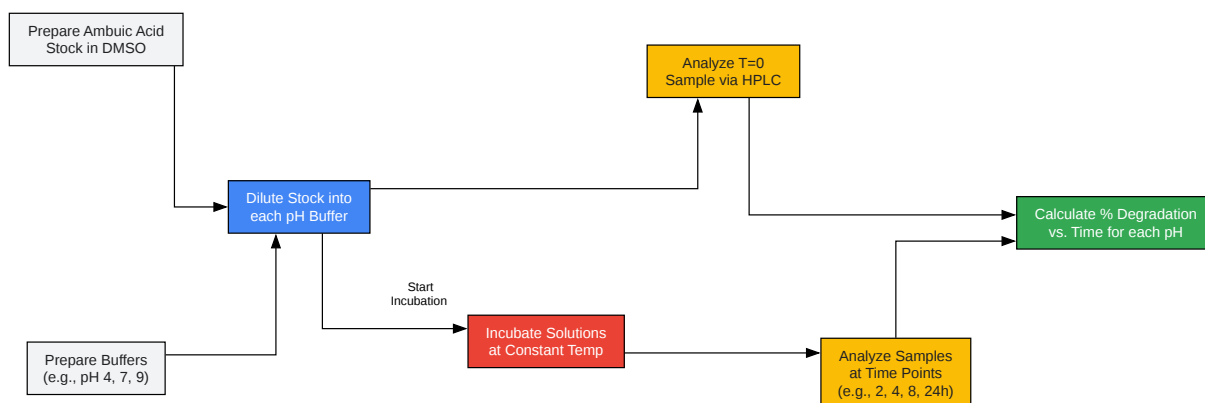 Prepare Ambuic Acid
Stock in DMSO
Analyze T=0
Sample via HPLC
Dilute Stock into
each pH Buffer
Calculate % Degradation
vs. Time for each pH
Start
Incubation
Incubate Solutions
at Constant Temp
Prepare Buffers
(e.g., pH 4, 7, 9)
Analyze Samples
at Time Points
(e.g., 2, 4, 8, 24h)